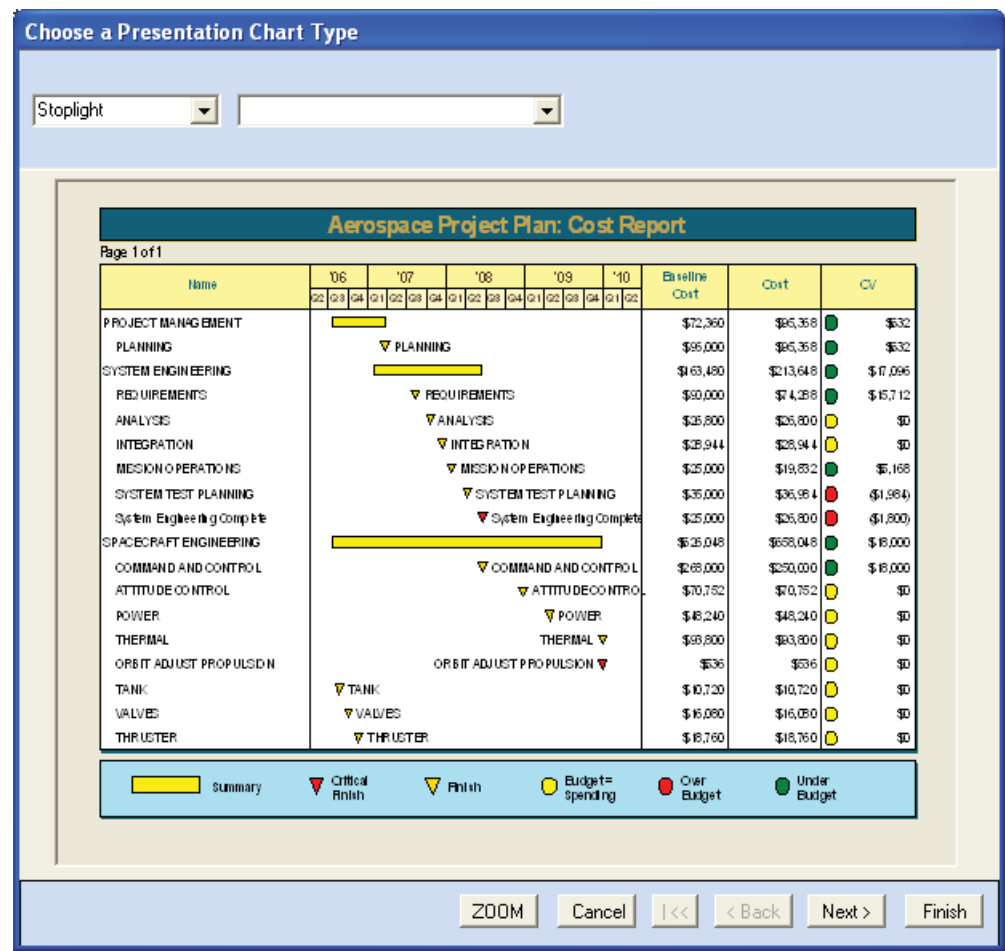 Choose a Presentation Chart Type
Stoplight
Aerospace Project Plan: Cost Report
Page 1 of 1
Name '06 '07 '08 '09 '10 Baseline Cost Cost CV
Q2 Q3 Q4 Q1 Q2 Q3 Q4 Q1 Q2 Q3 Q4 Q1 Q2 Q3 Q4 Q1 Q2
PROJECT MANAGEMENT $72,360 $95,368 $632
PLANNING PLANNING $96,000 $95,368 $632
SYSTEM ENGINEERING $163,480 $213,648 $17,096
REQUIREMENTS REQUIREMENTS $90,000 $74,288 $15,712
ANALYSIS ANALYSIS $26,800 $26,800 $0
INTEGRATION INTEGRATION $28,944 $28,944 $0
MISSION OPERATIONS MISSION OPERATIONS $25,000 $19,832 $5,168
SYSTEM TEST PLANNING SYSTEM TEST PLANNING $35,000 $36,984 ($1,984)
System Engineering Complete System Engineering Complete $25,000 $26,800 ($1,800)
SPACECRAFT ENGINEERING $658,048 $18,000
COMMAND AND CONTROL COMMAND AND CONTROL $268,000 $250,000 $18,000
ATTITUDE CONTROL ATTITUDE CONTROL $70,752 $70,752 $0
POWER POWER $48,240 $48,240 $0
THERMAL THERMAL $93,800 $93,800 $0
ORBIT ADJUST PROPULSION ORBIT ADJUST PROPULSION $536 $536 $0
TANK TANK $10,720 $10,720 $0
VALVES VALVES $16,080 $16,080 $0
THRUSTER THRUSTER $18,760 $18,760 $0
Summary Critical Finish Finish Budget= Spending Over Budget Under Budget
ZOOM Cancel |<< < Back Next > Finish